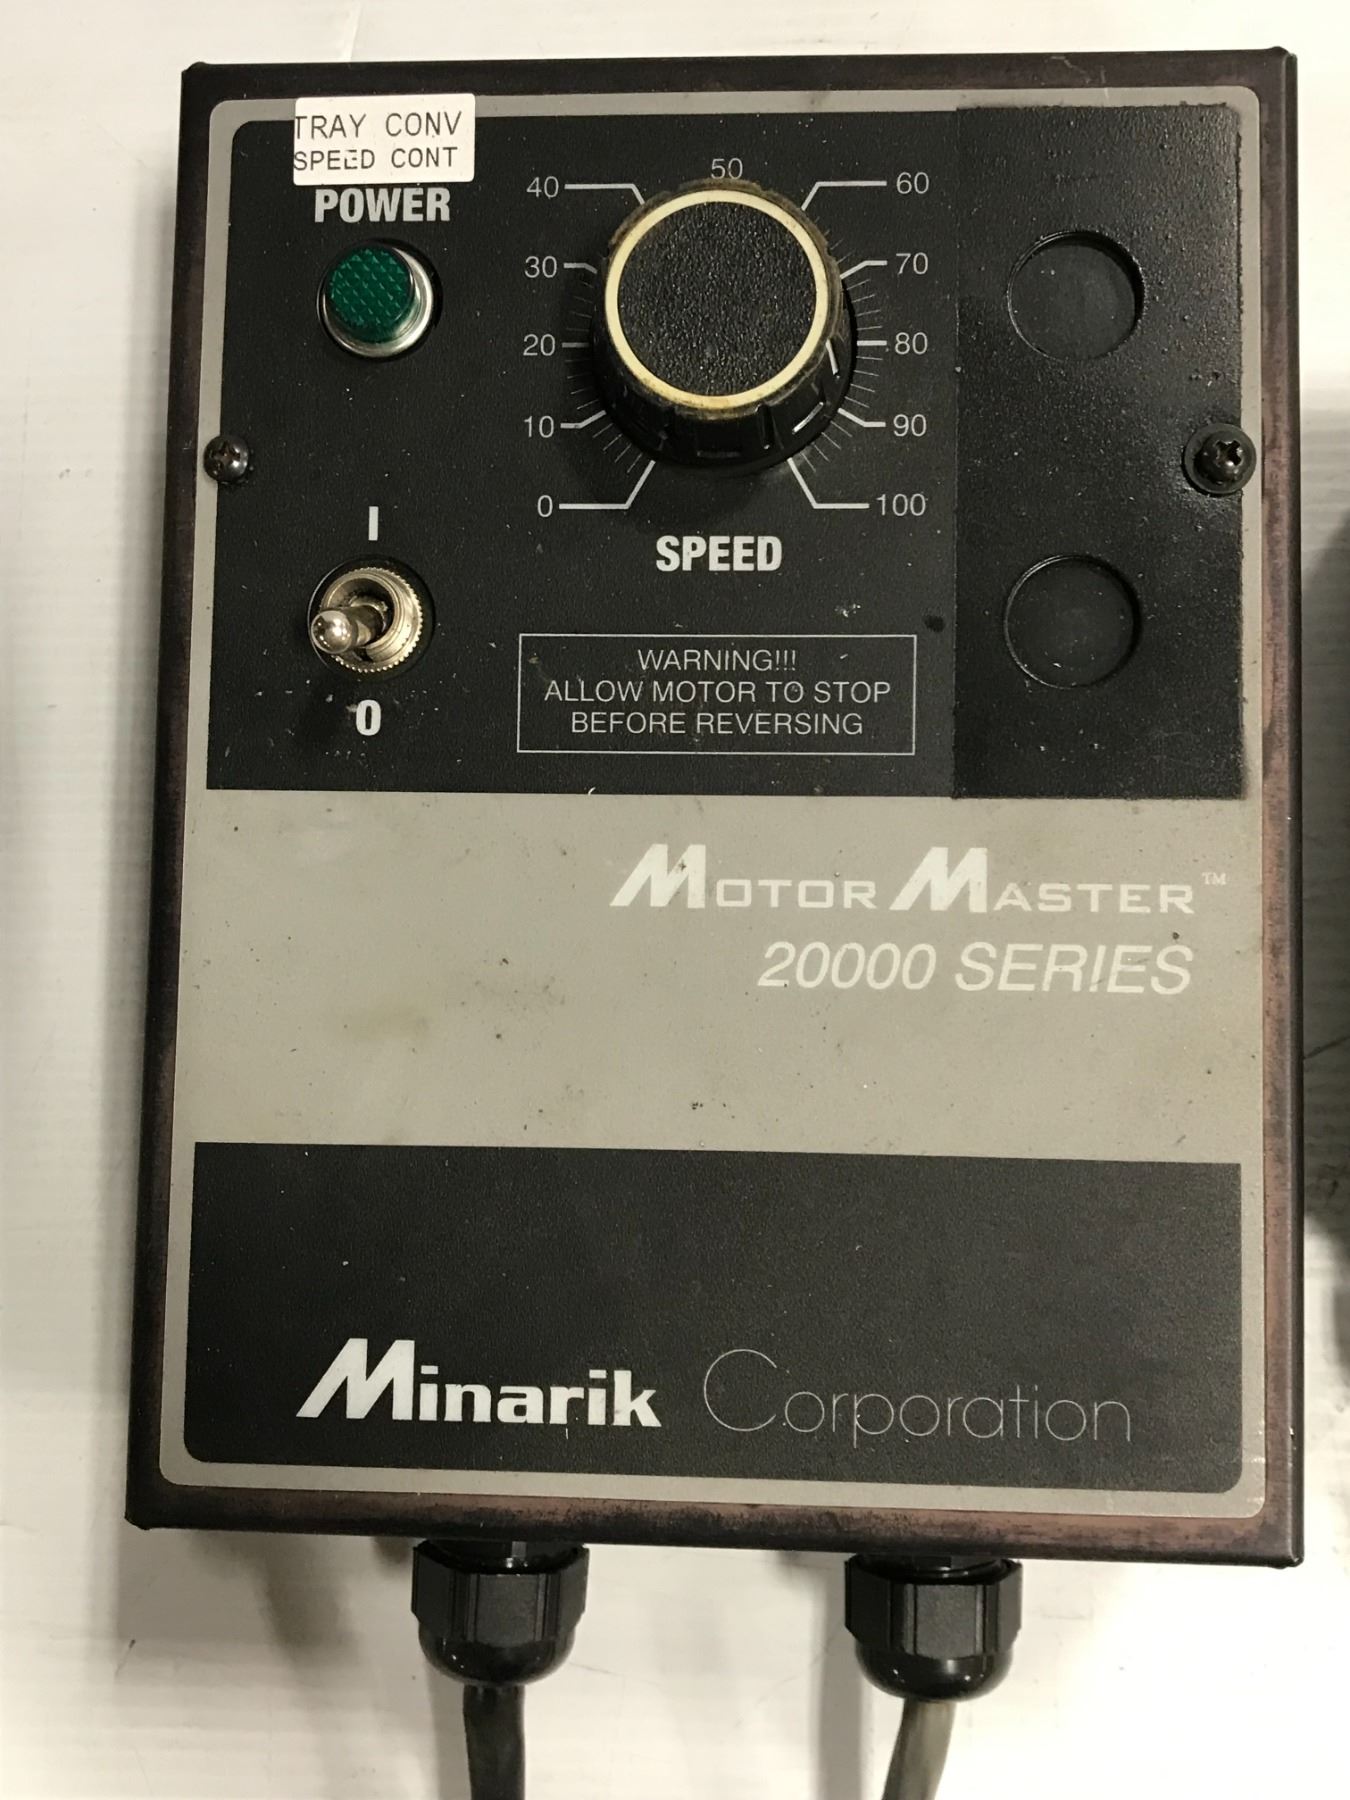 TRAY CONV
SPEED CONT
POWER
40
50
60
30
70
20
80
10
90
0
100
I
SPEED
0
WARNING!!!
ALLOW MOTOR TO STOP
BEFORE REVERSING
MOTOR MASTER™
20000 SERIES
Minarik Corporation